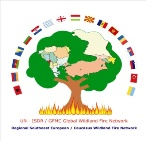 UN - ISDR / GFMC Global Wildland Fire Network
Regional Southeast European / Caucasus Wildland Fire Network